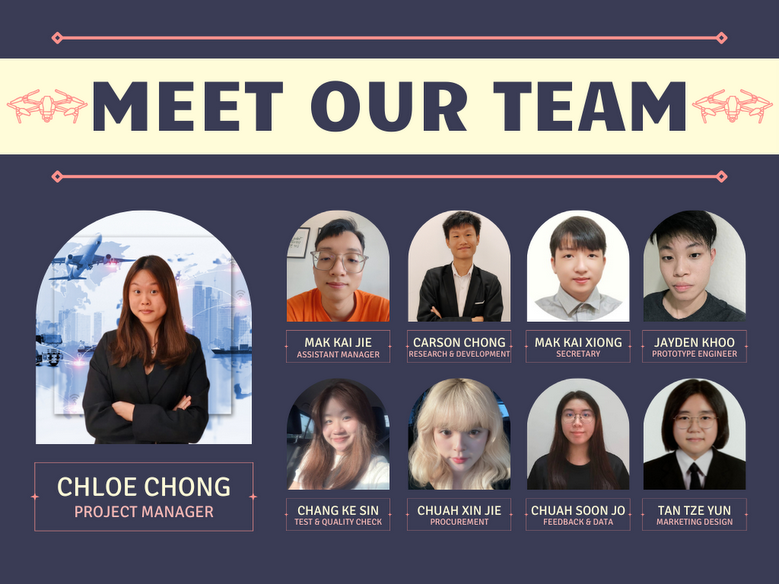 MEET OUR TEAM
CHLOE CHONG
PROJECT MANAGER
MAK KAI JIE
ASSISTANT MANAGER
CARSON CHONG
RESEARCH & DEVELOPMENT
MAK KAI XIONG
SECRETARY
JAYDEN KHOO
PROTOTYPE ENGINEER
CHANG KE SIN
TEST & QUALITY CHECK
CHUAH XIN JIE
PROCUREMENT
CHUAH SOON JO
FEEDBACK & DATA
TAN TZE YUN
MARKETING DESIGN